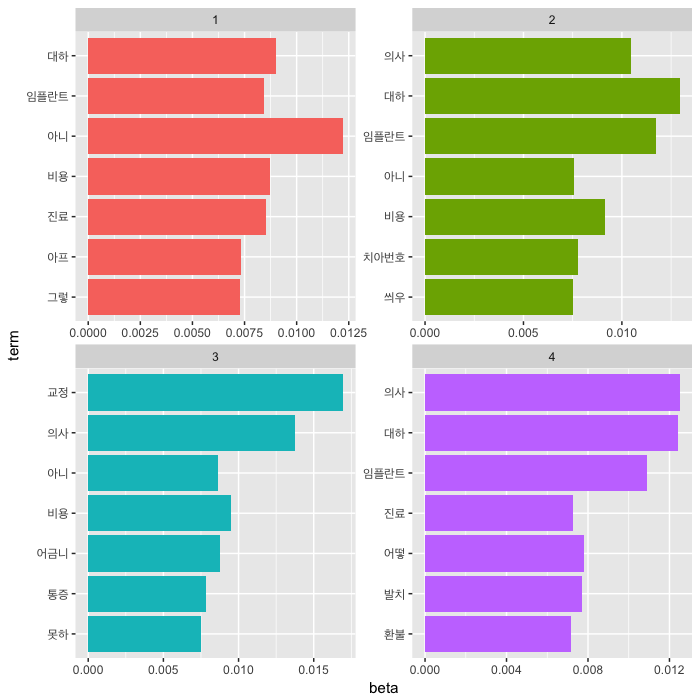 1
대하
임플란트
아니
비용
진료
아프
그렇
0.0000 0.0025 0.0050 0.0075 0.0100 0.0125
2
의사
대하
임플란트
아니
비용
치아번호
씌우
0.000 0.005 0.010
term
3
교정
의사
아니
비용
어금니
통증
못하
0.000 0.005 0.010 0.015
4
의사
대하
임플란트
진료
어떻
발치
환불
0.000 0.004 0.008 0.012
beta